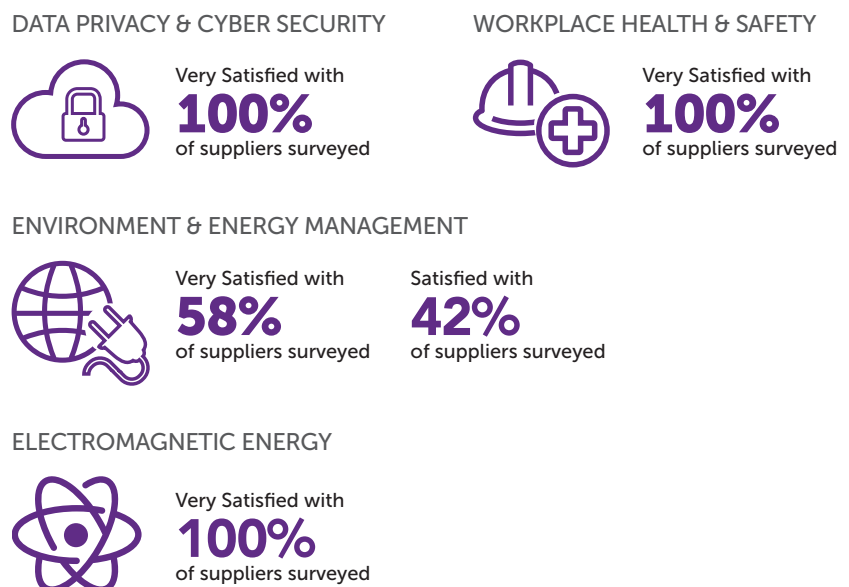 DATA PRIVACY & CYBER SECURITY
Very Satisfied with
100%
of suppliers surveyed
WORKPLACE HEALTH & SAFETY
Very Satisfied with
100%
of suppliers surveyed
ENVIRONMENT & ENERGY MANAGEMENT
Very Satisfied with
58%
of suppliers surveyed
Satisfied with
42%
of suppliers surveyed
ELECTROMAGNETIC ENERGY
Very Satisfied with
100%
of suppliers surveyed